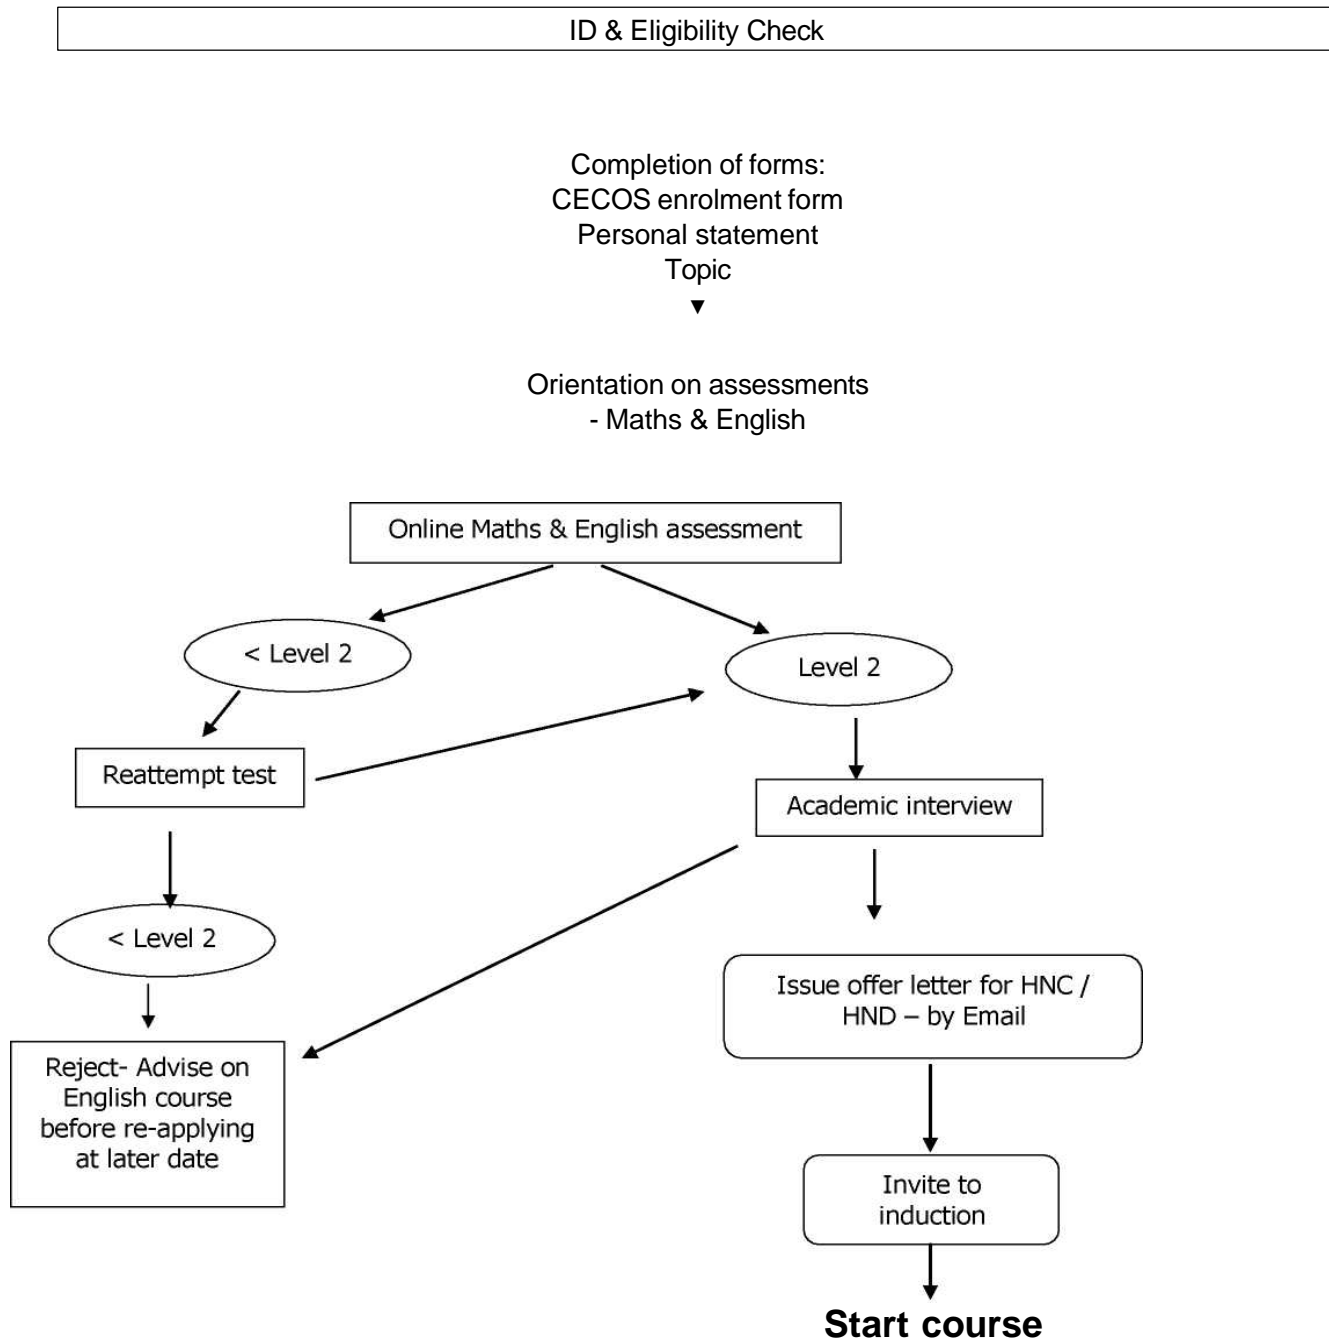 ID & Eligibility Check
Completion of forms:
CECOS enrolment form
Personal statement
Topic
Orientation on assessments
- Maths & English
Online Maths & English assessment
< Level 2
Level 2
Reattempt test
Academic interview
< Level 2
Issue offer letter for HNC /
HND – by Email
Reject- Advise on
English course
before re-applying
at later date
Invite to
induction
Start course